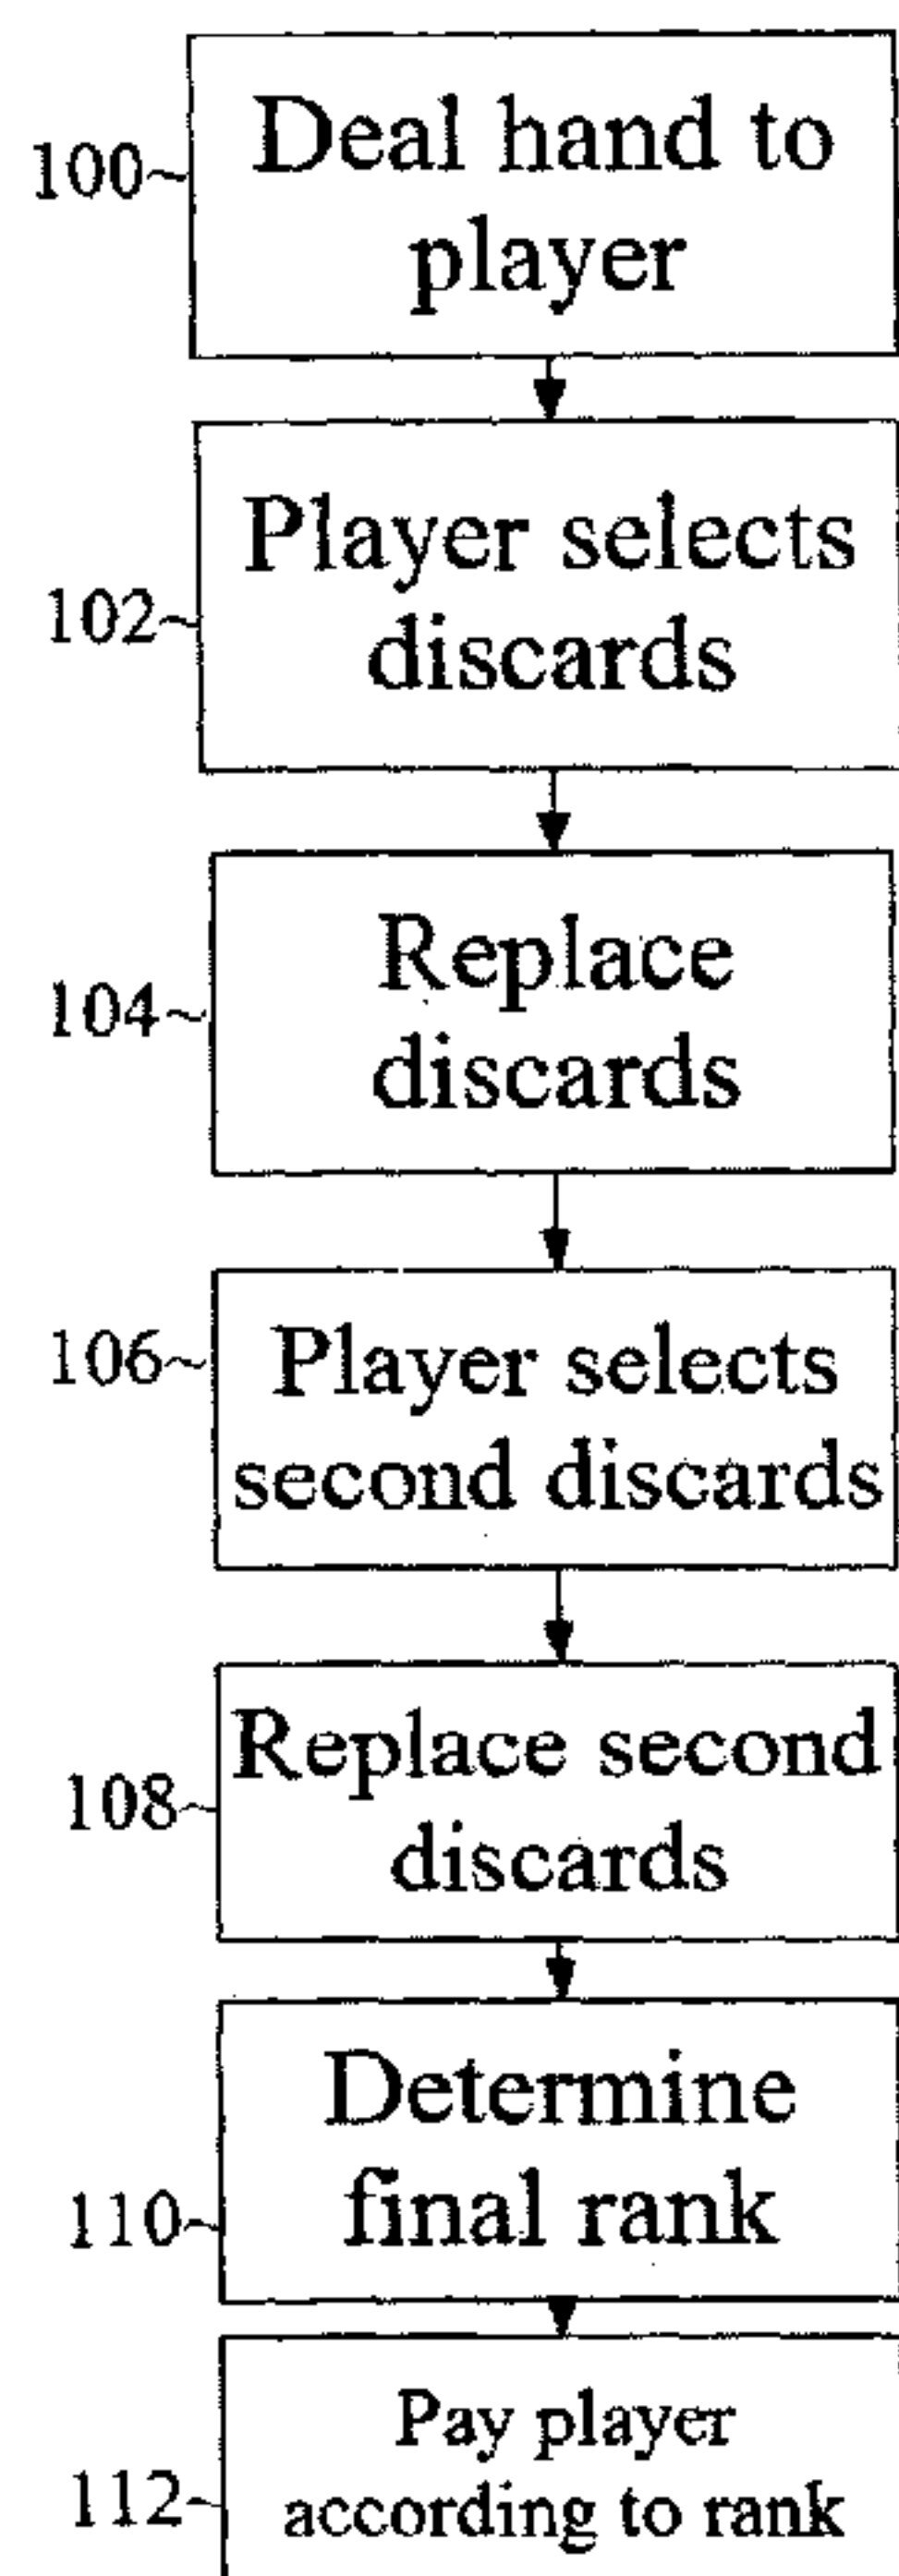 100
Deal hand to
player
102
Player selects
discards
104
Replace
discards
106
Player selects
second discards
108
Replace second
discards
110
Determine
final rank
112
Pay player
according to rank